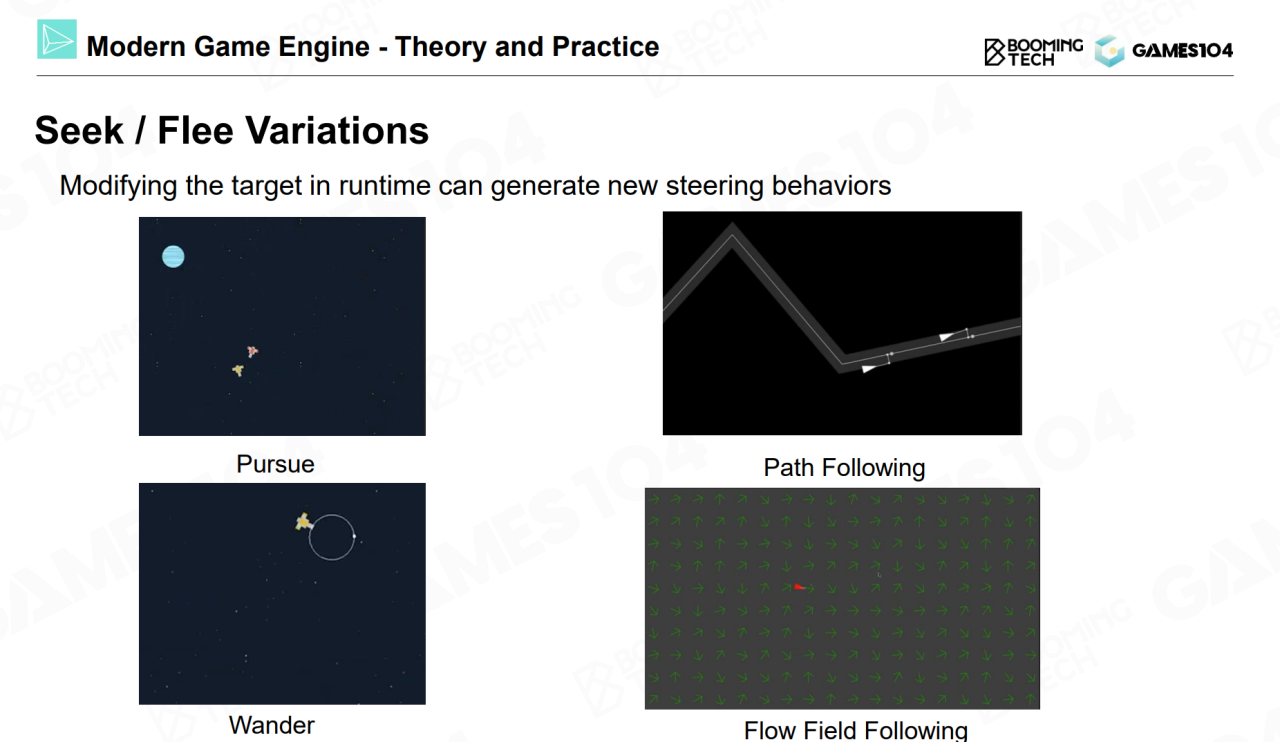 Modern Game Engine - Theory and Practice
BOOMING
TECH
GAMES104
Seek / Flee Variations
Modifying the target in runtime can generate new steering behaviors
Pursue
Path Following
Wander
Flow Field Following